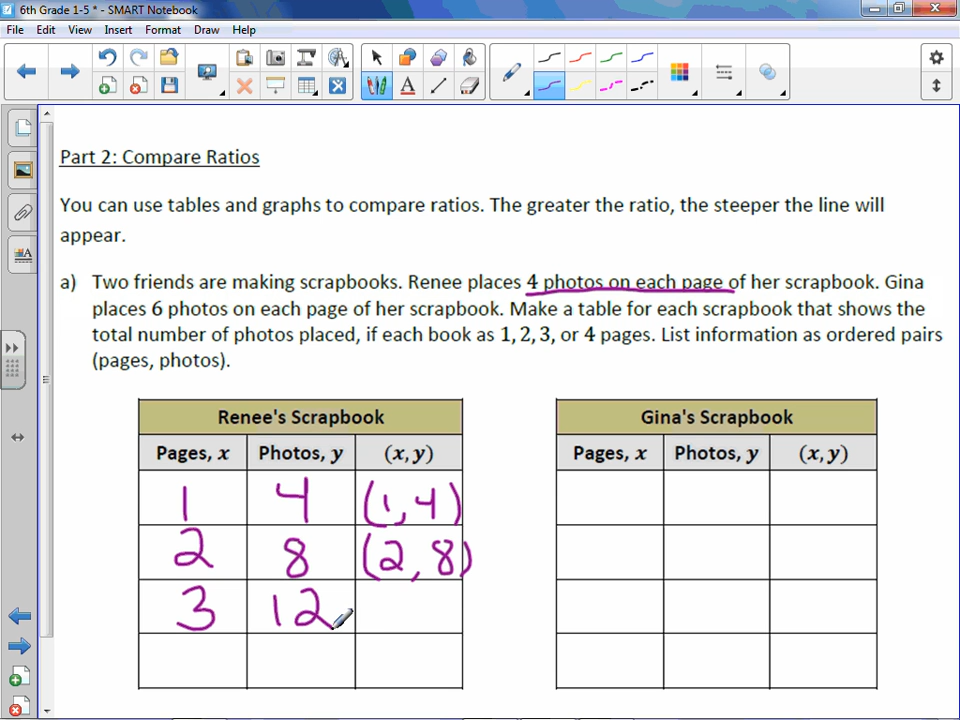 6th Grade 1-5 * - SMART Notebook
File Edit View Insert Format Draw Help
Part 2: Compare Ratios
You can use tables and graphs to compare ratios. The greater the ratio, the steeper the line will
appear.
a) Two friends are making scrapbooks. Renee places 4 photos on each page of her scrapbook. Gina
places 6 photos on each page of her scrapbook. Make a table for each scrapbook that shows the
total number of photos placed, if each book as 1, 2, 3, or 4 pages. List information as ordered pairs
(pages, photos).
Renee's Scrapbook
Pages, x Photos, y (x, y)
1 4 (1, 4)
2 8 (2, 8)
3 12
Gina's Scrapbook
Pages, x Photos, y (x, y)